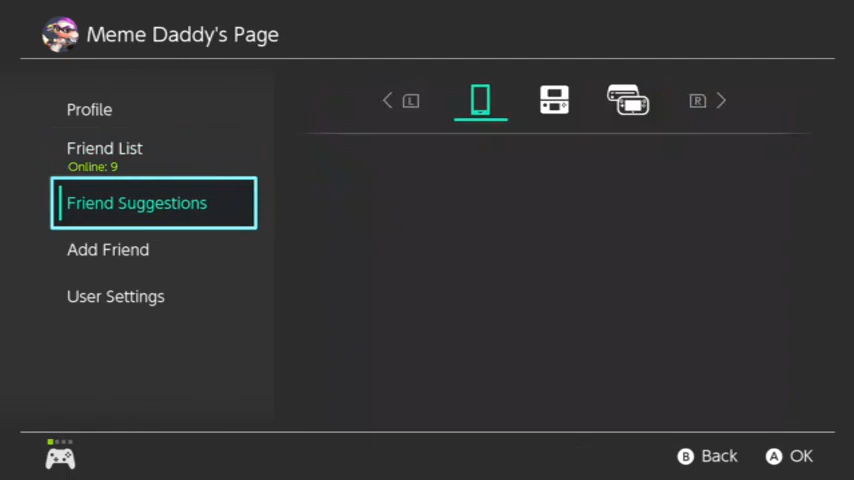 Meme Daddy's Page
Profile
Friend List
Online: 9
Friend Suggestions
Add Friend
User Settings
L
R
B Back
A OK